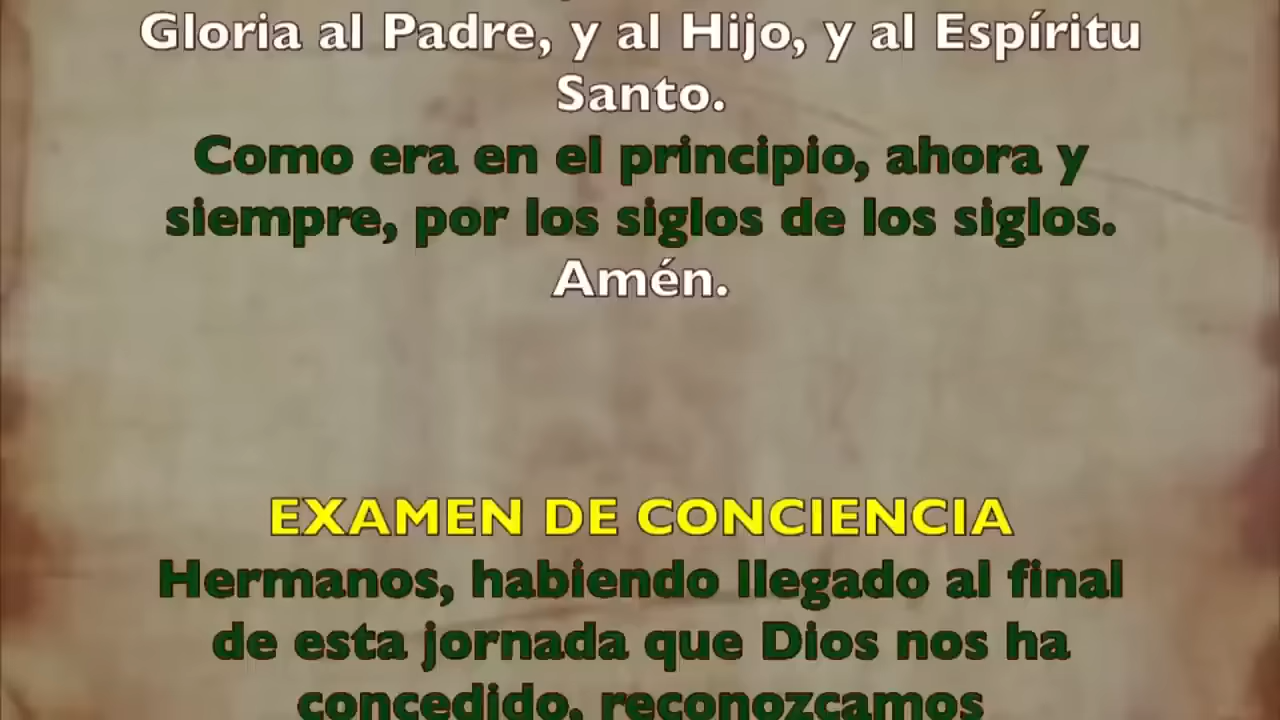 Gloria al Padre, y al Hijo, y al Espíritu
Santo.
Como era en el principio, ahora y
siempre, por los siglos de los siglos.
Amén.
EXAMEN DE CONCIENCIA
Hermanos, habiendo llegado al final
de esta jornada que Dios nos ha
concedido, reconozcamos